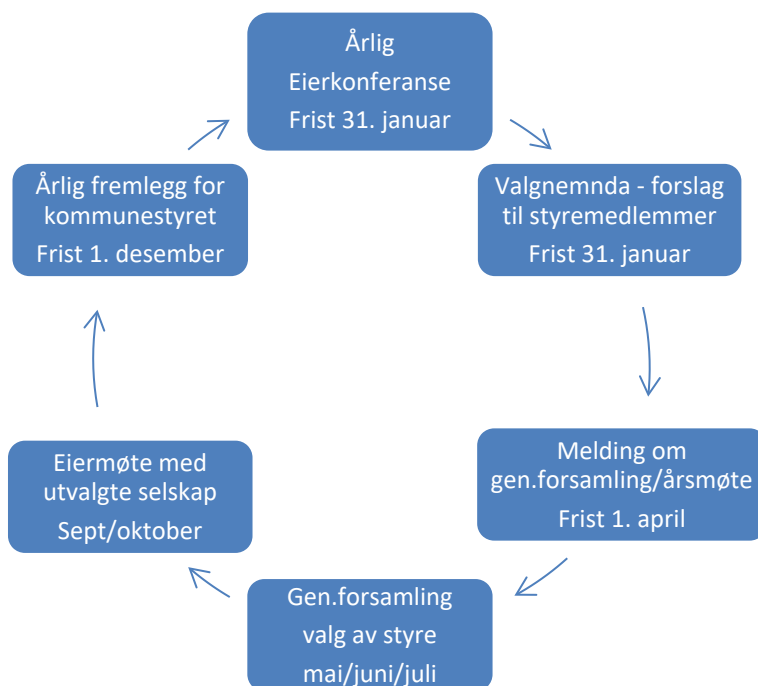 Årlig
Eierkonferanse
Frist 31. januar
Valgnemnda - forslag
til styremedlemmer
Frist 31. januar
Melding om
gen.forsamling/årsmøte
Frist 1. april
Gen.forsamling
valg av styre
mai/juni/juli
Eiermøte med
utvalgte selskap
Sept/oktober
Årlig fremlegg for
kommunestyret
Frist 1. desember